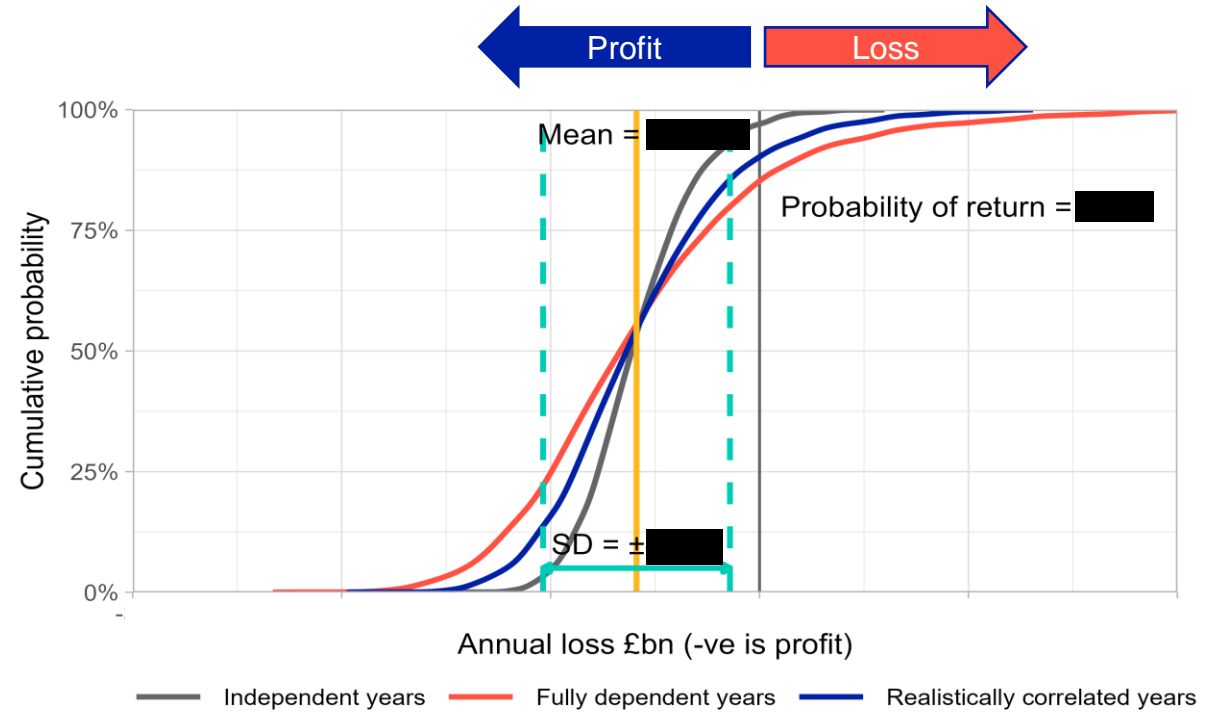 Profit
Loss
100%
Mean =
Probability of return =
75%
Cumulative probability
50%
25%
SD = ±
0%
-
Annual loss £bn (-ve is profit)
Independent years
Fully dependent years
Realistically correlated years